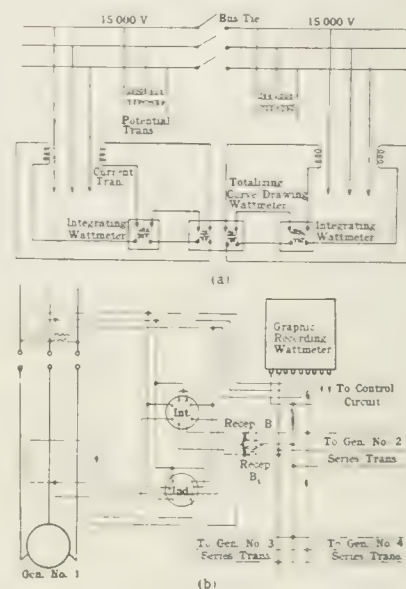 15 000 V
Bus Tie
15 000 V
Potential
Trans
Current
Tran.
Totalizing
Curve Drawing
Wattmeter
Integrating
Wattmeter
Integrating
Wattmeter
(a)
Graphic
Recording
Wattmeter
To Control
Circuit
Int.
Recep B
To Gen. No 2
Series Trans
Recep
B1
Ind.
To Gen No 3
Series Trans
To Gen. No 4
Series Trans
Gen. No. 1
(b)